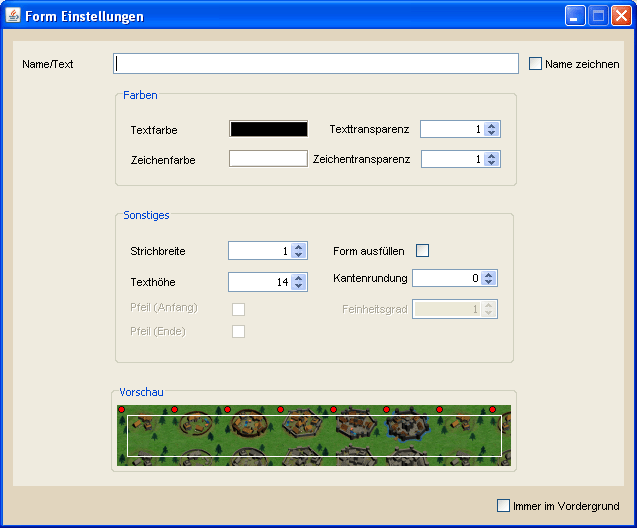 Form Einstellungen
Name/Text
Name zeichnen
Farben
Textfarbe
Texttransparenz 1
Zeichenfarbe
Zeichentransparenz 1
Sonstiges
Strichbreite 1
Form ausfüllen
Texthöhe 14
Kantenrundung 0
Pfeil (Anfang)
Feinheitsgrad 1
Pfeil (Ende)
Vorschau
Immer im Vordergrund